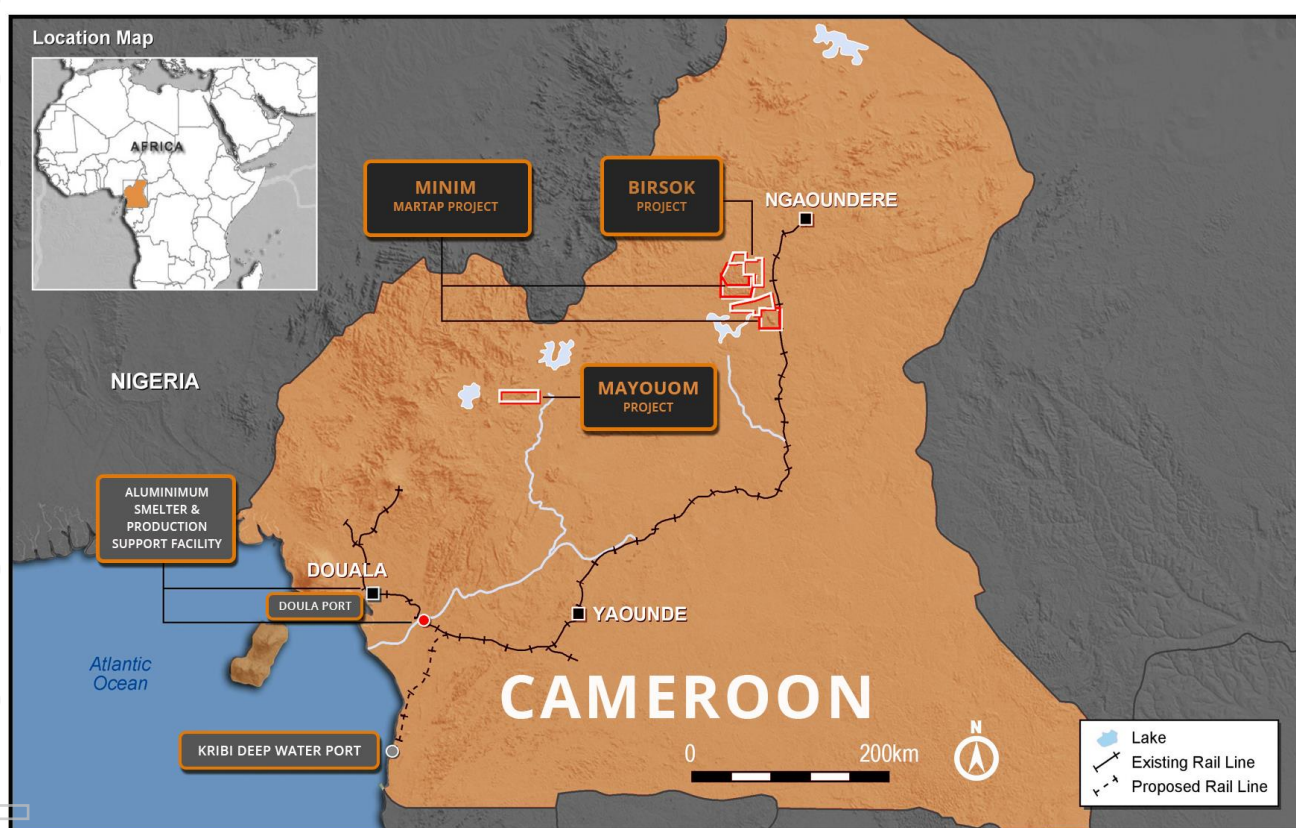 Location Map
AFRICA
MINIM
MARTAP PROJECT
BIRSOK
PROJECT
NGAOUNDERE
NIGERIA
MAYOUOM
PROJECT
ALUMINIMUM
SMELTER &
PRODUCTION
SUPPORT FACILITY
DOUALA
DOULA PORT
YAOUNDE
Atlantic
Ocean
CAMEROON
KRIBI DEEP WATER PORT
0 200km
N
Lake
Existing Rail Line
Proposed Rail Line